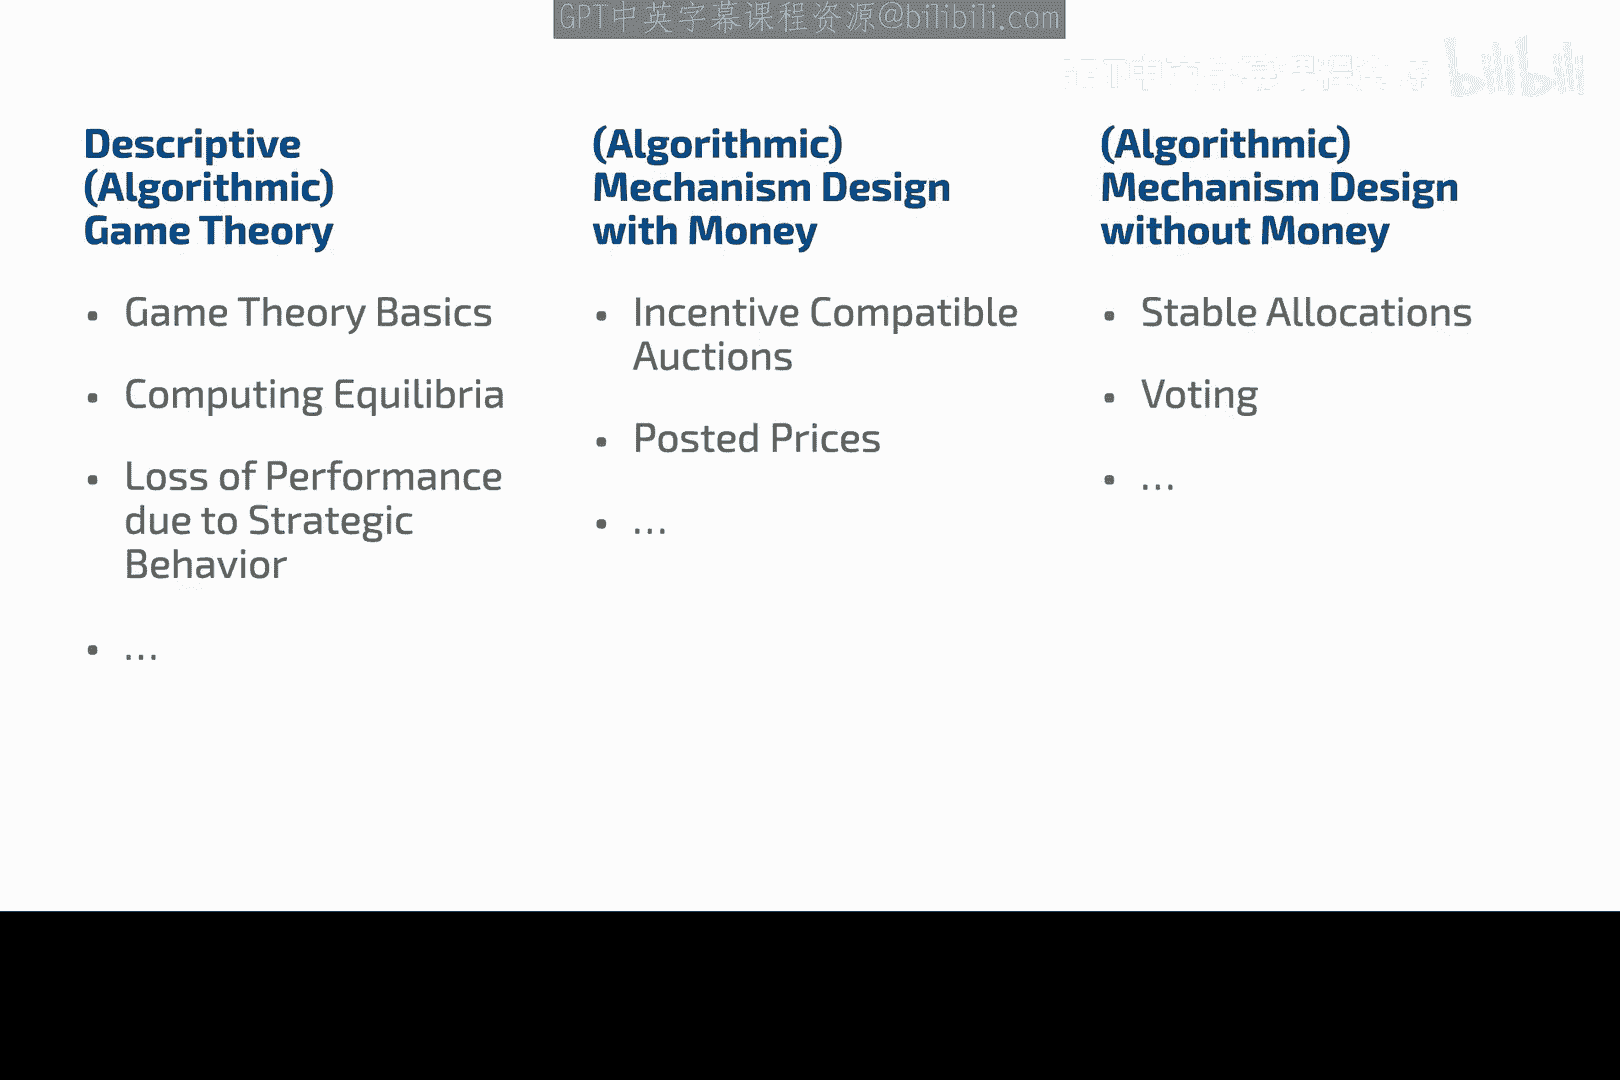 GPT中英字幕课程资源@bilibili.com
bilibili
Descriptive
(Algorithmic)
Game Theory
• Game Theory Basics
• Computing Equilibria
• Loss of Performance
due to Strategic
Behavior
• ...
(Algorithmic)
Mechanism Design
with Money
• Incentive Compatible
Auctions
• Posted Prices
• ...
(Algorithmic)
Mechanism Design
without Money
• Stable Allocations
• Voting
• ...